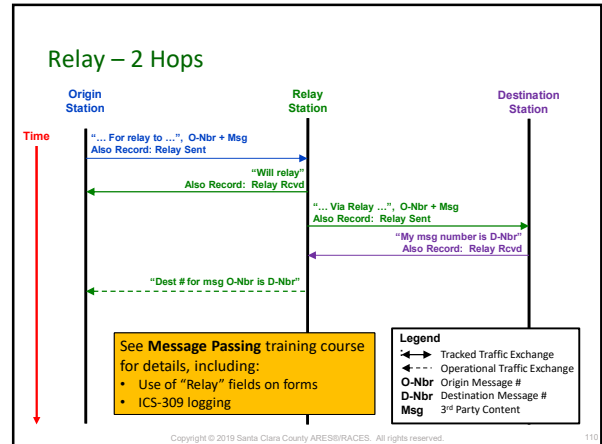 Relay – 2 Hops
Origin
Station
Relay
Station
Destination
Station
Time
“... For relay to ...”, O-Nbr + Msg
Also Record: Relay Sent
“Will relay”
Also Record: Relay Rcvd
“... Via Relay ...”, O-Nbr + Msg
Also Record: Relay Sent
“My msg number is D-Nbr”
Also Record: Relay Rcvd
“Dest # for msg O-Nbr is D-Nbr”
See Message Passing training course
for details, including:
• Use of “Relay” fields on forms
• ICS-309 logging
Legend
Tracked Traffic Exchange
Operational Traffic Exchange
O-Nbr Origin Message #
D-Nbr Destination Message #
Msg 3rd Party Content
Copyright © 2019 Santa Clara County ARES®/RACES. All rights reserved.
110